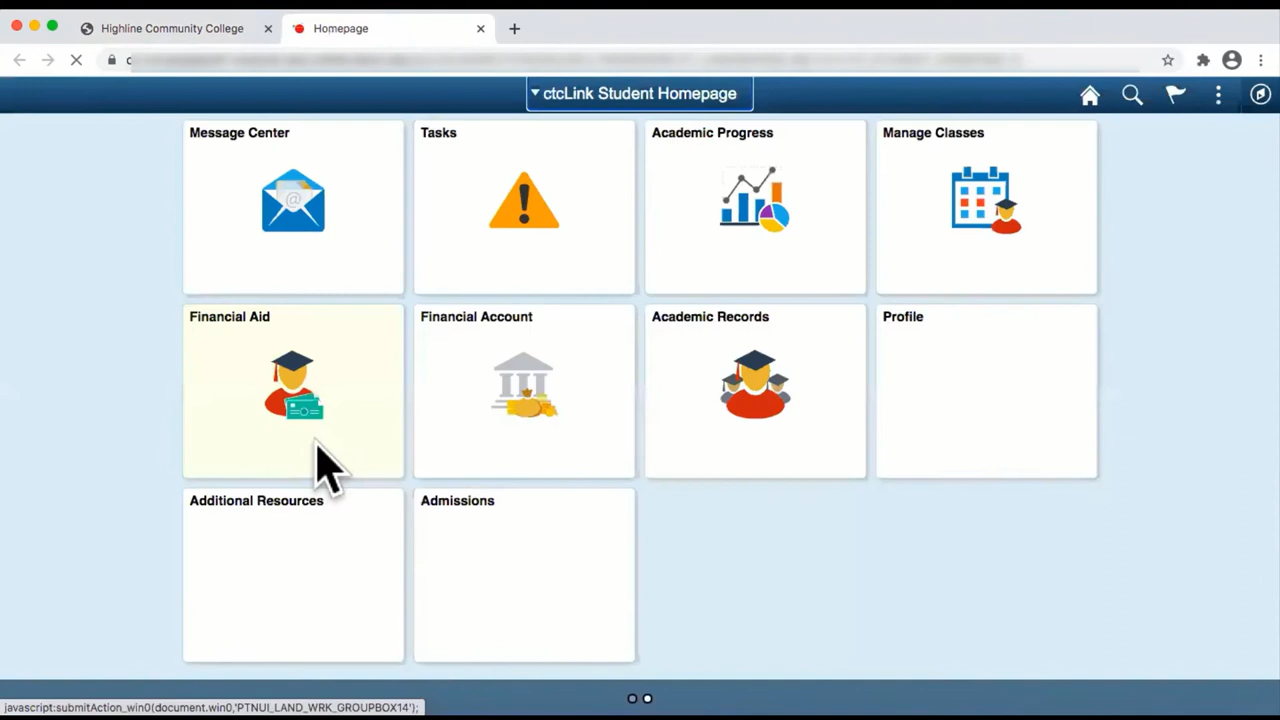 Highline Community College
Homepage
ctcLink Student Homepage
Message Center
Tasks
Academic Progress
Manage Classes
@
Financial Aid
Financial Account
Academic Records
Profile
Additional Resources
Admissions
javascript:submitAction_win0(document.win0,'PTNUI_LAND_WRK_GROUPBOX14');